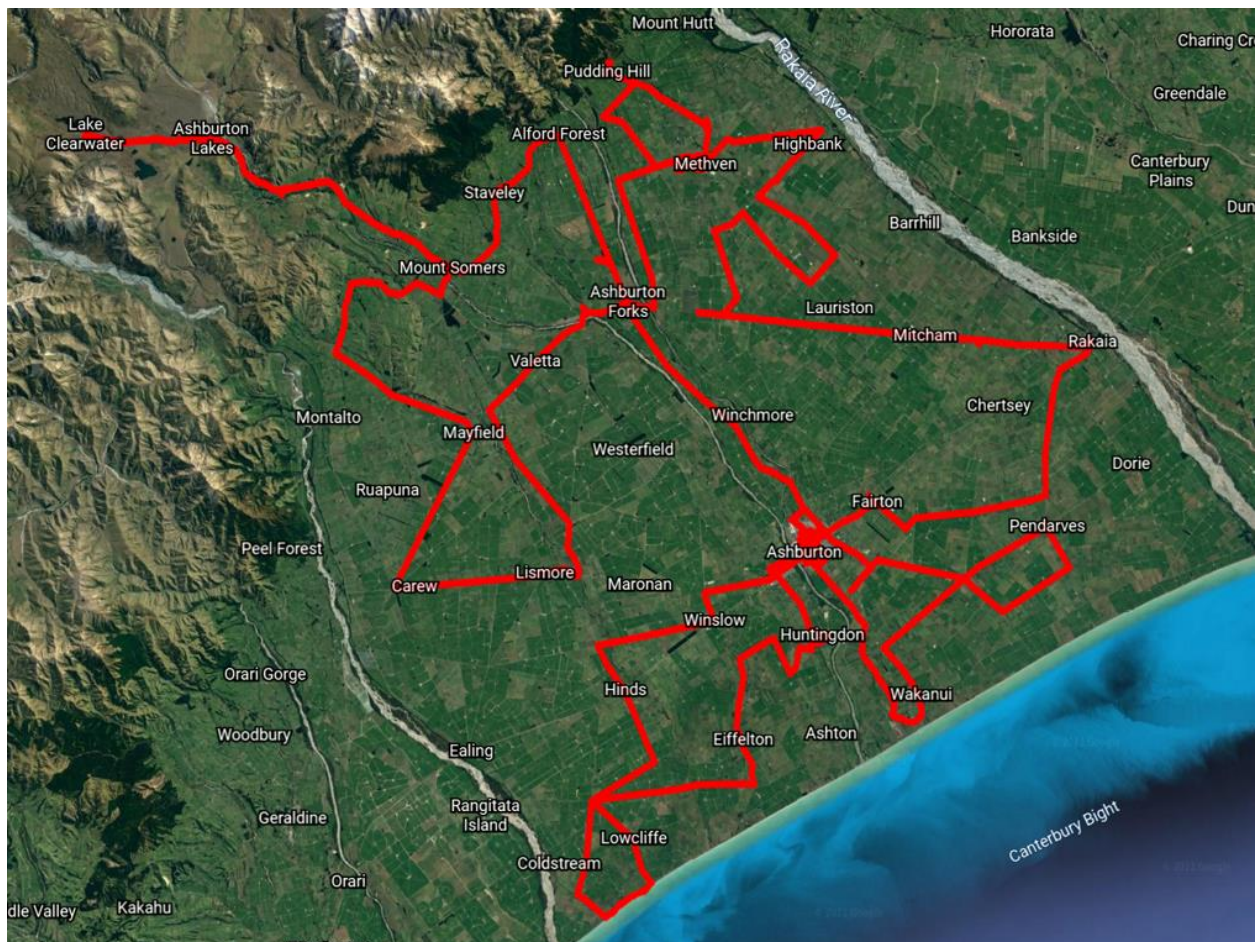 Mount Hutt
Hororata
Charing Cr
Pudding Hill
Rakaia River
Greendale
Lake
Clearwater
Ashburton
Lakes
Alford Forest
Highbank
Methven
Canterbury
Plains
Staveley
Dun
Barrhill
Bankside
Mount Somers
Ashburton
Forks
Lauriston
Mitcham
Rakaia
Valetta
Montalto
Winchmore
Chertsey
Mayfield
Westerfield
Dorie
Ruapuna
Fairton
Pendarves
Peel Forest
Ashburton
Lismore
Carew
Maronan
Winslow
Huntingdon
Orari Gorge
Hinds
Wakanui
Woodbury
Eiffelton
Ashton
Ealing
Rangitata
Island
Geraldine
Canterbury Bight
Lowcliffe
Coldstream
Orari
dle Valley
Kakahu